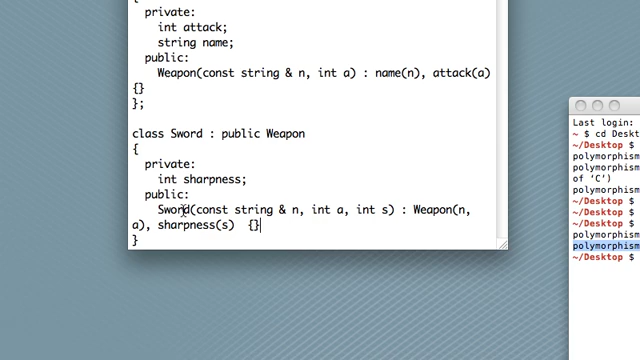 {
private:
int attack;
string name;
public:
Weapon(const string & n, int a) : name(n), attack(a)
{}
};
class Sword : public Weapon
{
private:
int sharpness;
public:
Sword(const string & n, int a, int s) : Weapon(n,
a), sharpness(s)  {}
}
Last login:
~ $ cd Deskt
~/Desktop $
polymorphism
polymorphism
of ‘C’)
polymorphism
~/Desktop $
~/Desktop $
~/Desktop $
polymorphism
polymorphism
~/Desktop $